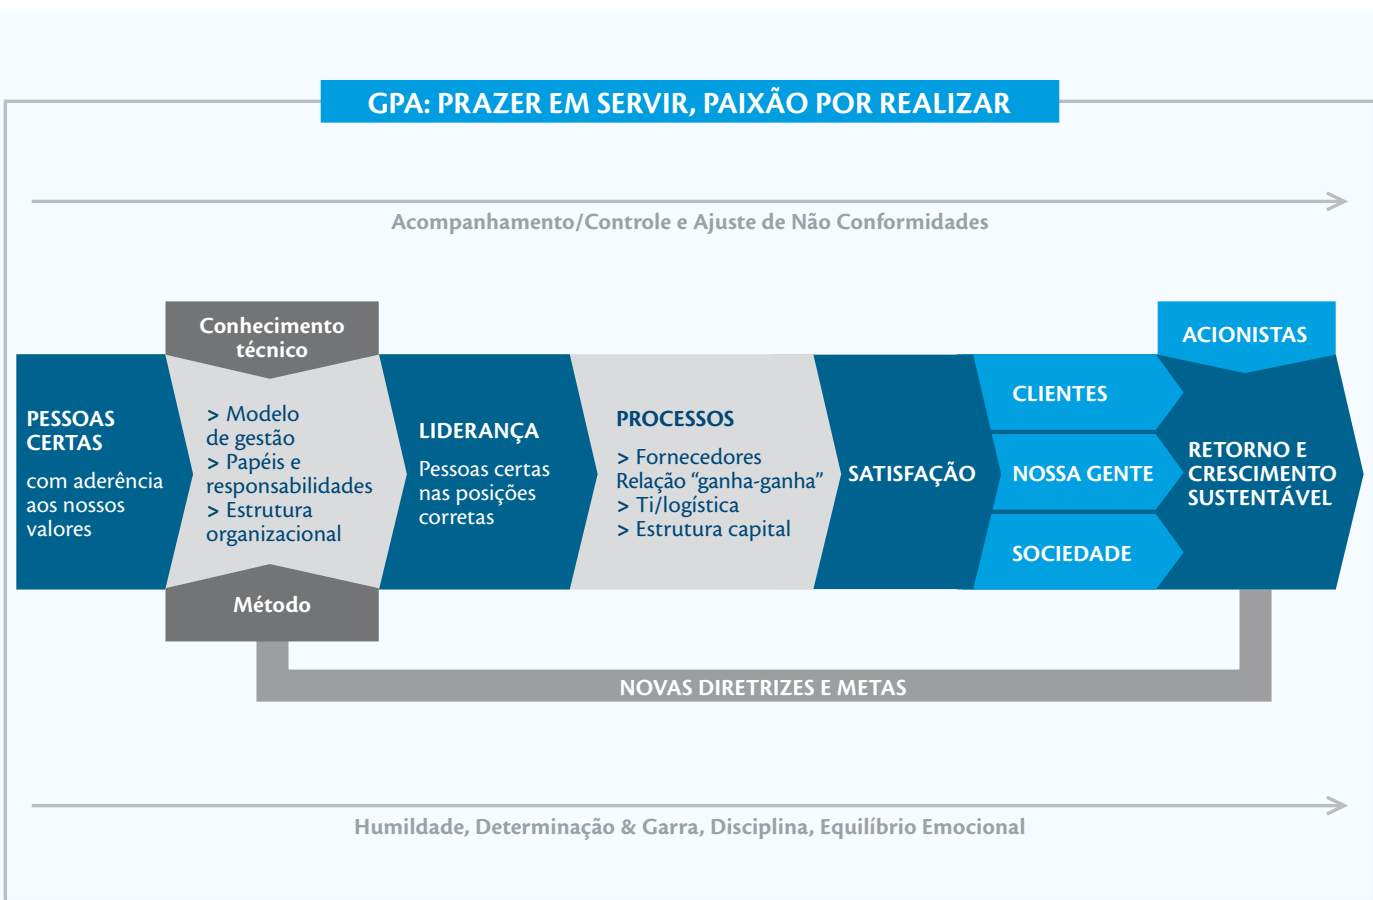 GPA: PRAZER EM SERVIR, PAIXÃO POR REALIZAR
Acompanhamento/Controle e Ajuste de Não Conformidades
PESSOAS
CERTAS
com aderência
aos nossos
valores
Conhecimento
técnico
> Modelo
de gestão
> Papéis e
responsabilidades
> Estrutura
organizacional
Método
LIDERANÇA
Pessoas certas
nas posições
corretas
PROCESSOS
> Fornecedores
Relação “ganha-ganha”
> Ti/logística
> Estrutura capital
SATISFAÇÃO
CLIENTES
NOSSA GENTE
SOCIEDADE
ACIONISTAS
RETORNO E
CRESCIMENTO
SUSTENTÁVEL
NOVAS DIRETRIZES E METAS
Humildade, Determinação & Garra, Disciplina, Equilíbrio Emocional